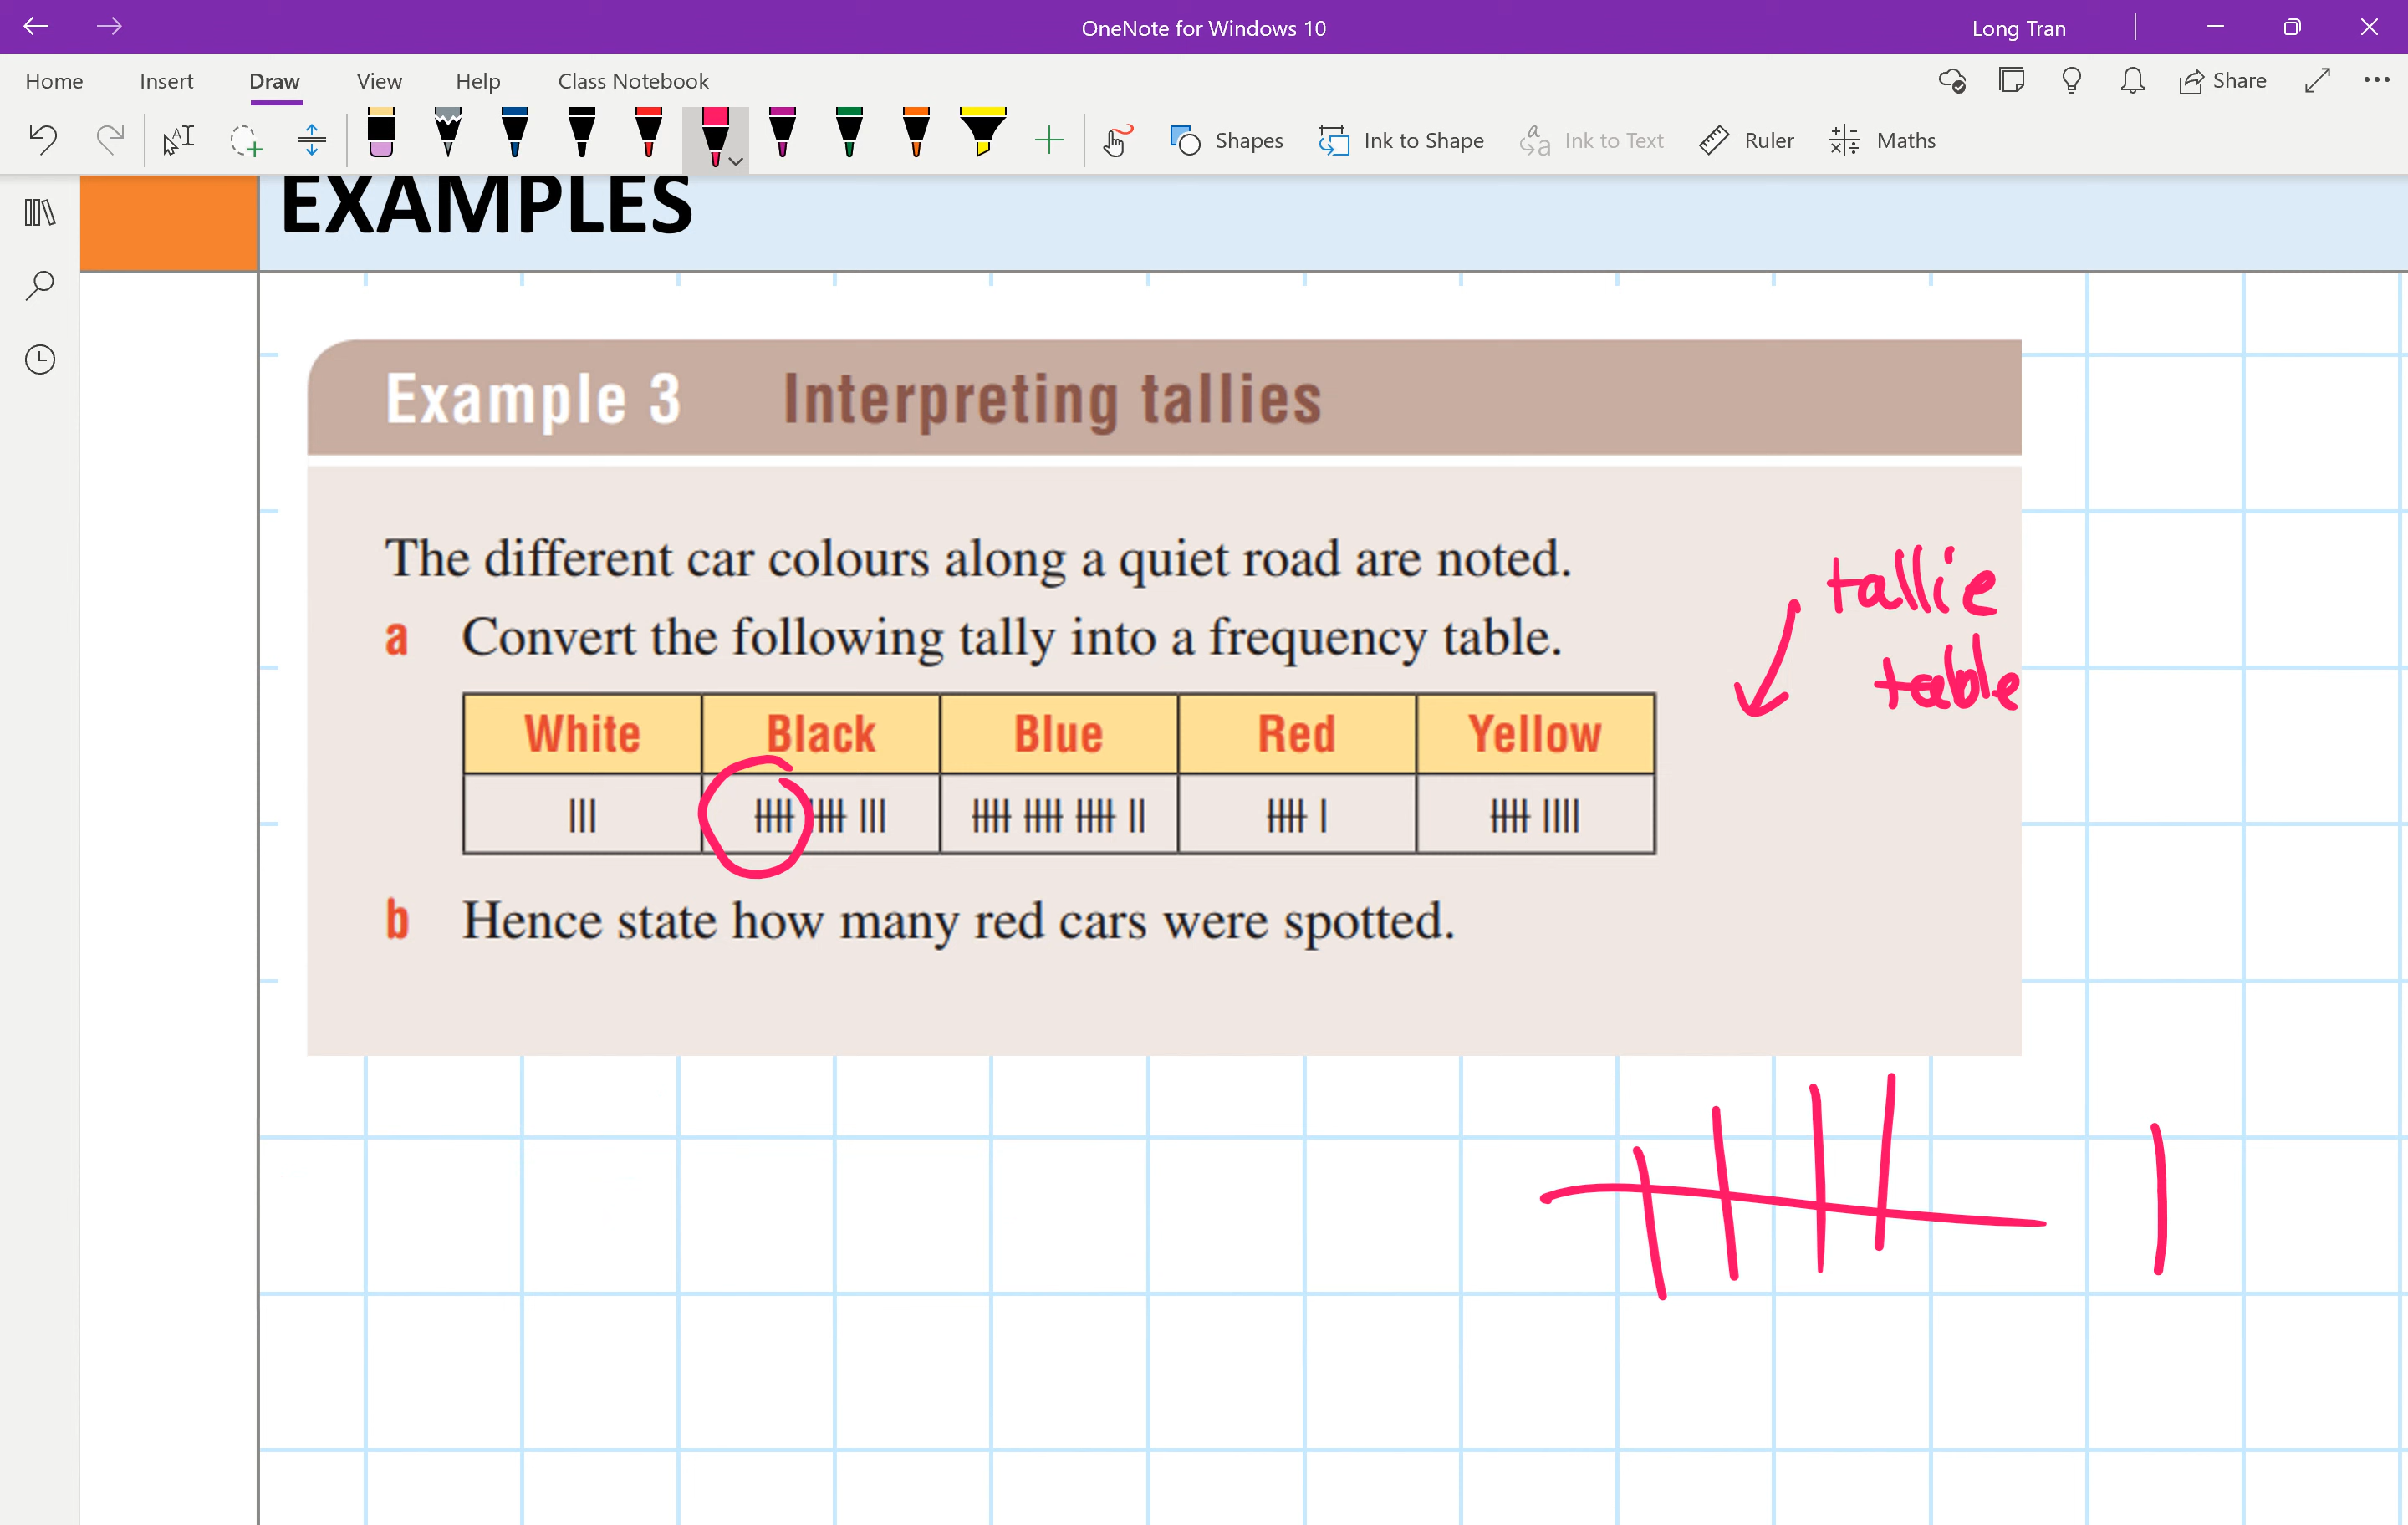 OneNote for Windows 10
Long Tran
Home Insert Draw View Help Class Notebook
Share
Shapes Ink to Shape Ink to Text Ruler Maths
EXAMPLES
Example 3 Interpreting tallies
The different car colours along a quiet road are noted.
a Convert the following tally into a frequency table.
White Black Blue Red Yellow
b Hence state how many red cars were spotted.
tallie
table